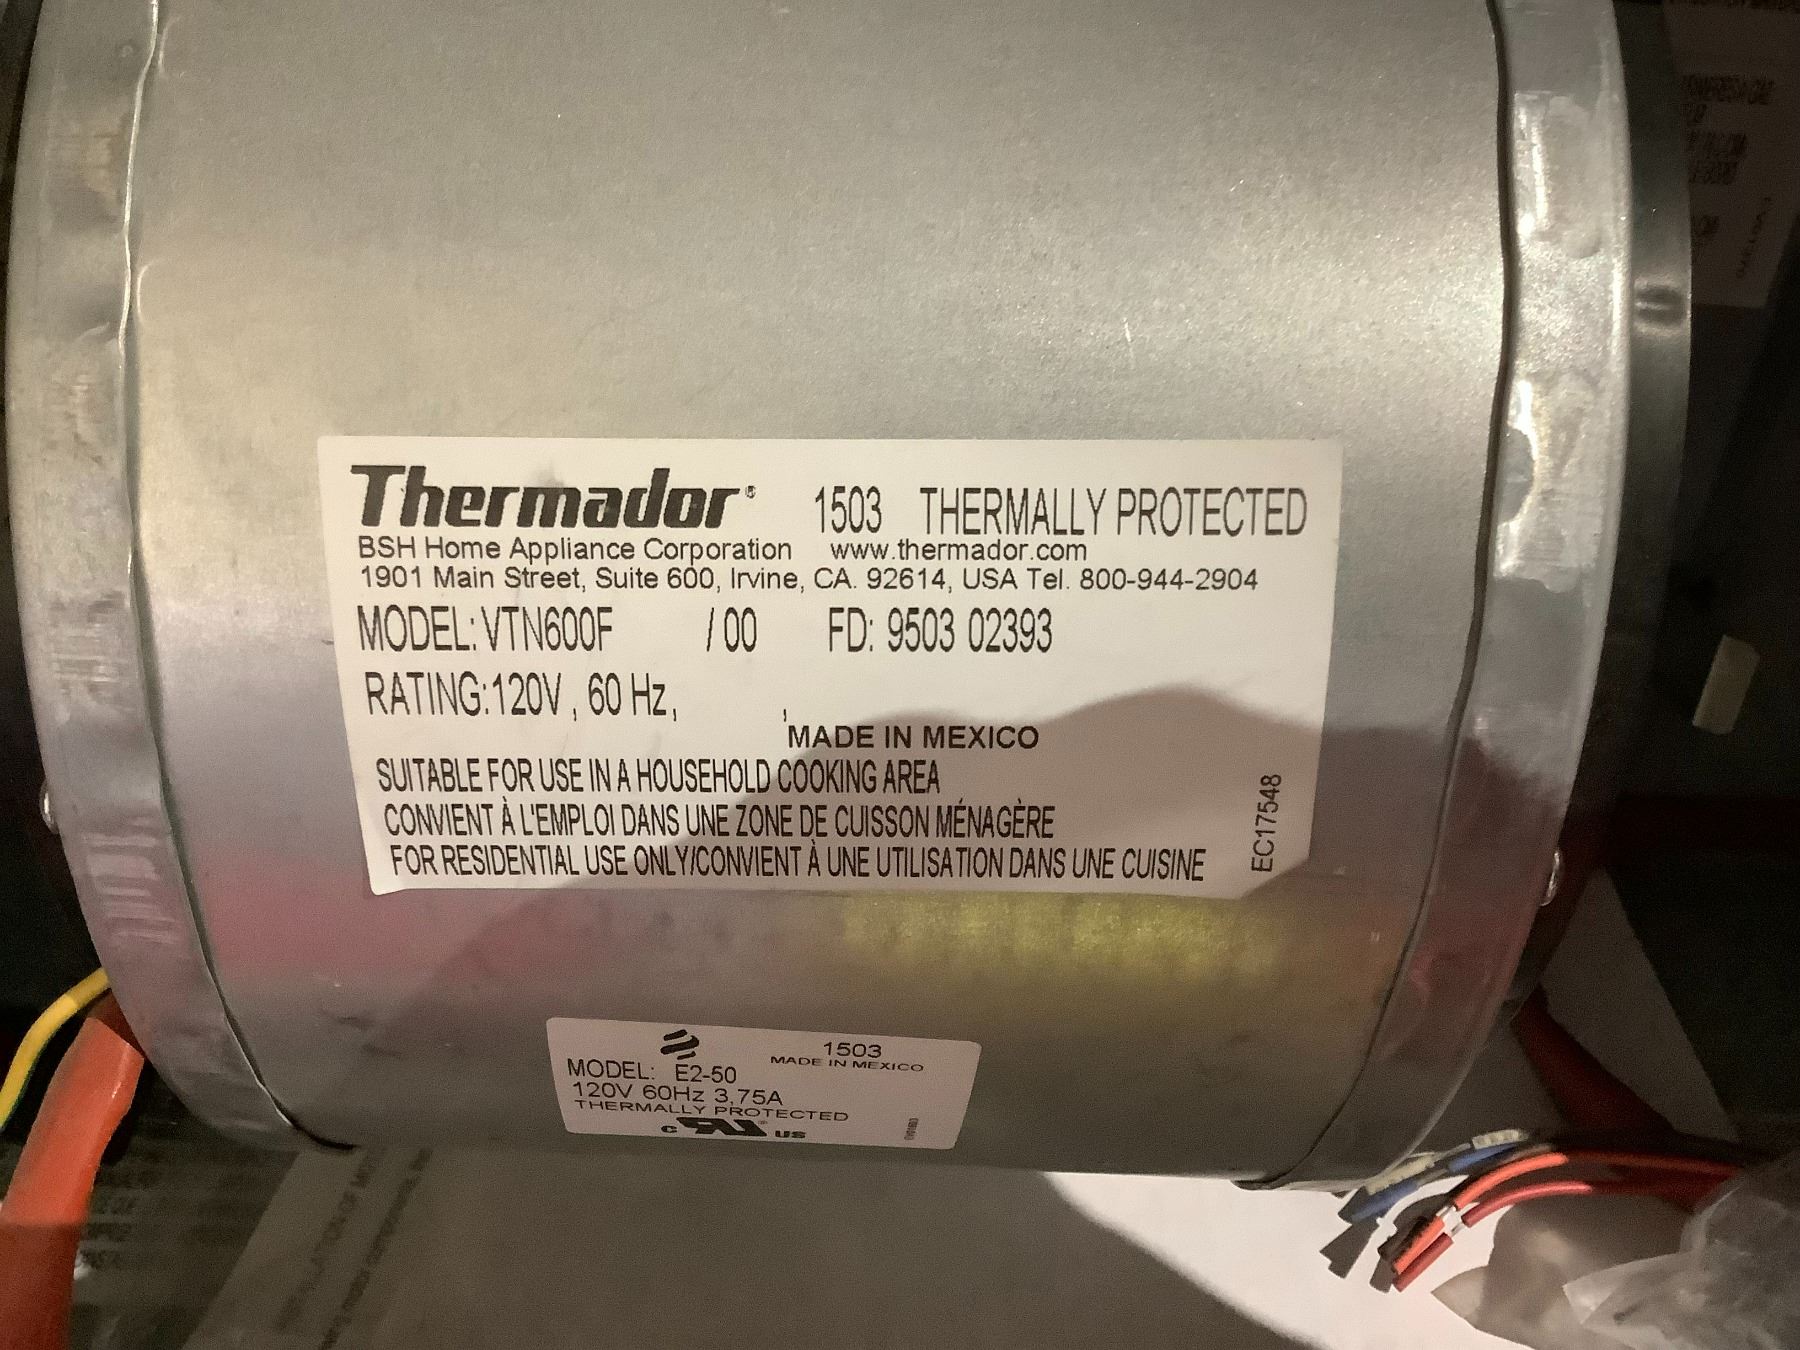 Thermador® 1503 THERMALLY PROTECTED
BSH Home Appliance Corporation www.thermador.com
1901 Main Street, Suite 600, Irvine, CA. 92614, USA Tel. 800-944-2904
MODEL: VTN600F /00 FD: 9503 02393
RATING: 120V , 60 Hz, ,
MADE IN MEXICO
SUITABLE FOR USE IN A HOUSEHOLD COOKING AREA
CONVIENT À L'EMPLOI DANS UNE ZONE DE CUISSON MÉNAGÈRE
FOR RESIDENTIAL USE ONLY/CONVIENT À UNE UTILISATION DANS UNE CUISINE
EC17548
1503
MADE IN MEXICO
MODEL: E2-50
120V 60Hz 3,75A
THERMALLY PROTECTED
c RU® US